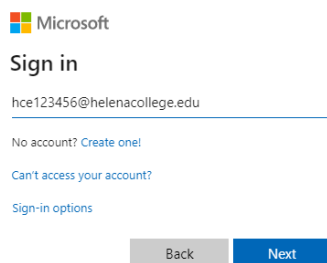 Microsoft
Sign in
hce123456@helenacollege.edu
No account? Create one!
Can't access your account?
Sign-in options
Back Next